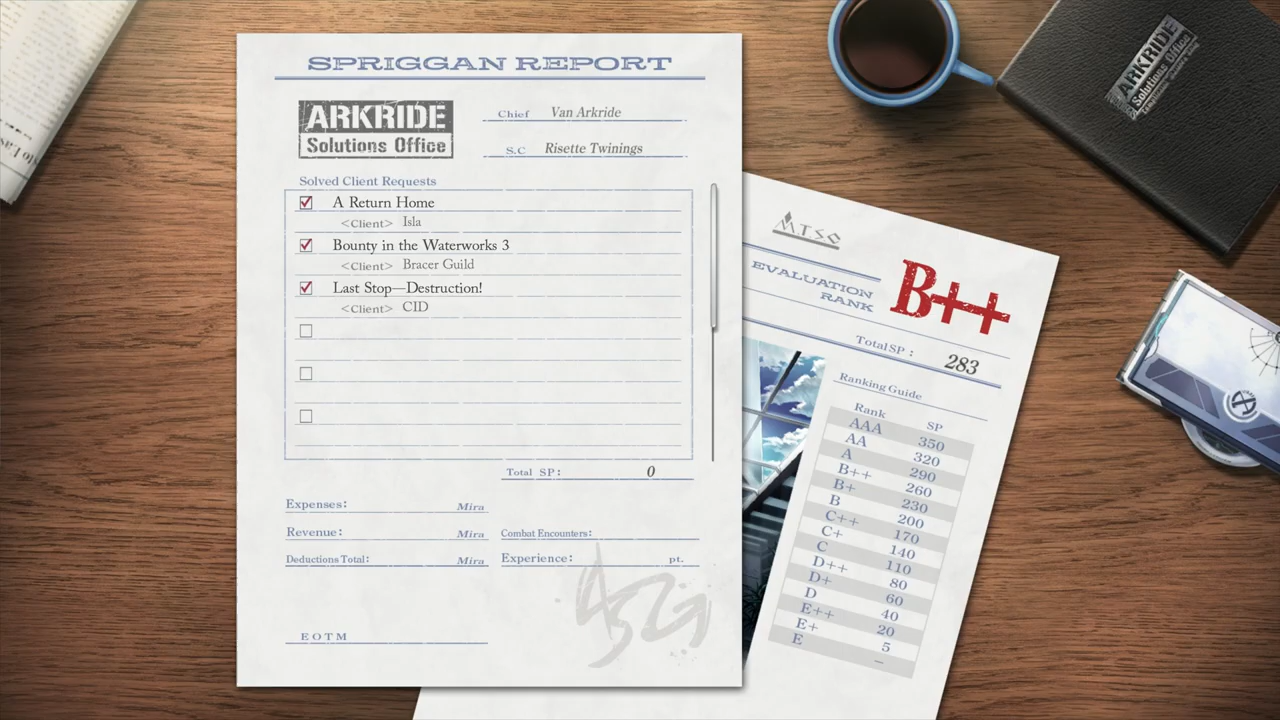 SPRIGGAN REPORT
ARKRIDE
Solutions Office
Chief Van Arkride
S.C Risette Twinings
Solved Client Requests
A Return Home
<Client> Isla
Bounty in the Waterworks 3
<Client> Bracer Guild
Last Stop—Destruction!
<Client> CID
Total SP: 0
Expenses: Mira
Revenue: Mira
Combat Encounters:
Deductions Total: Mira
Experience: pt.
EOTM
MTSO
EVALUATION
RANK
B++
Total SP: 283
Ranking Guide
Rank SP
AAA 350
AA 320
A 290
B++ 260
B+ 230
B 200
C++ 170
C+ 140
C 110
D++ 80
D+ 60
D 40
E++ 20
E+ 5
E –
ARKRIDE
Solutions Office